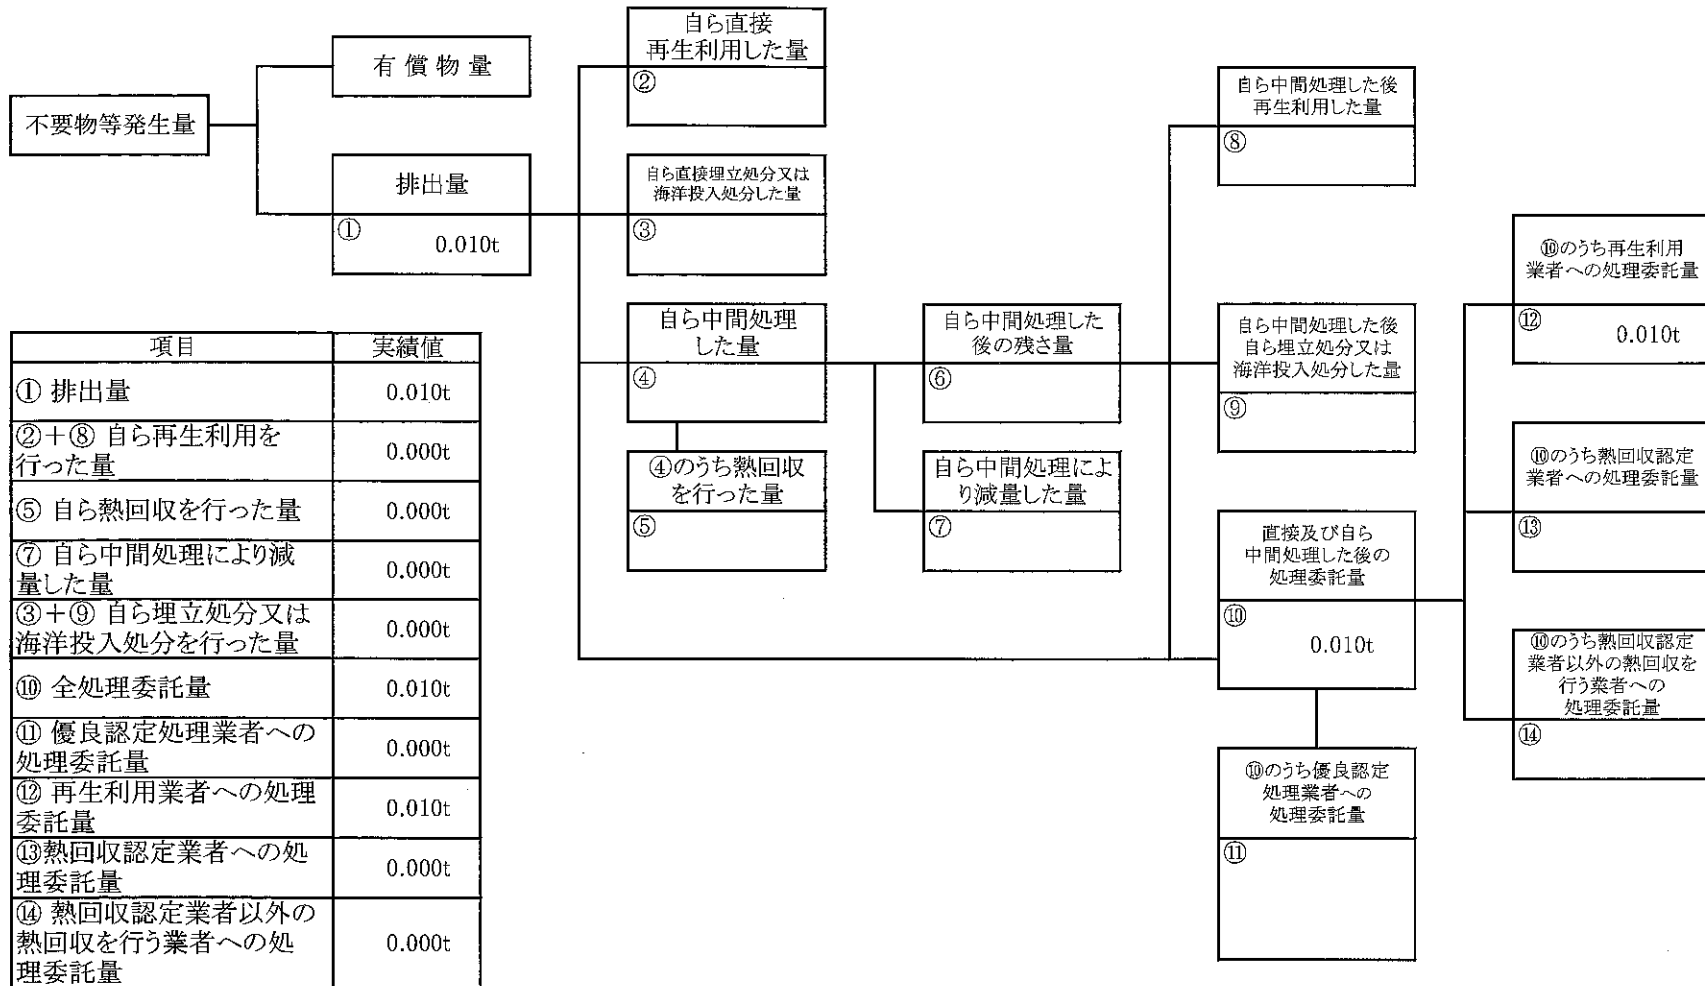 不要物等発生量
有償物量
排出量
①
0.010t
自ら直接
再生利用した量
②
自ら直接埋立処分又は
海洋投入処分した量
③
自ら中間処理
した量
④
④のうち熱回収
を行った量
⑤
自ら中間処理した
後の残さ量
⑥
自ら中間処理によ
り減量した量
⑦
自ら中間処理した後
再生利用した量
⑧
自ら中間処理した後
自ら埋立処分又は
海洋投入処分した量
⑨
直接及び自ら
中間処理した後の
処理委託量
⑩
0.010t
⑩のうち優良認定
処理業者への
処理委託量
⑪
⑩のうち再生利用
業者への処理委託量
⑫
0.010t
⑩のうち熱回収認定
業者への処理委託量
⑬
⑩のうち熱回収認定
業者以外の熱回収を
行う業者への
処理委託量
⑭
項目 実績値
① 排出量 0.010t
②+⑧ 自ら再生利用を
行った量 0.000t
⑤ 自ら熱回収を行った量 0.000t
⑦ 自ら中間処理により減
量した量 0.000t
③+⑨ 自ら埋立処分又は
海洋投入処分を行った量 0.000t
⑩ 全処理委託量 0.010t
⑪ 優良認定処理業者への
処理委託量 0.000t
⑫ 再生利用業者への処理
委託量 0.010t
⑬熱回収認定業者への処
理委託量 0.000t
⑭ 熱回収認定業者以外の
熱回収を行う業者への処
理委託量 0.000t